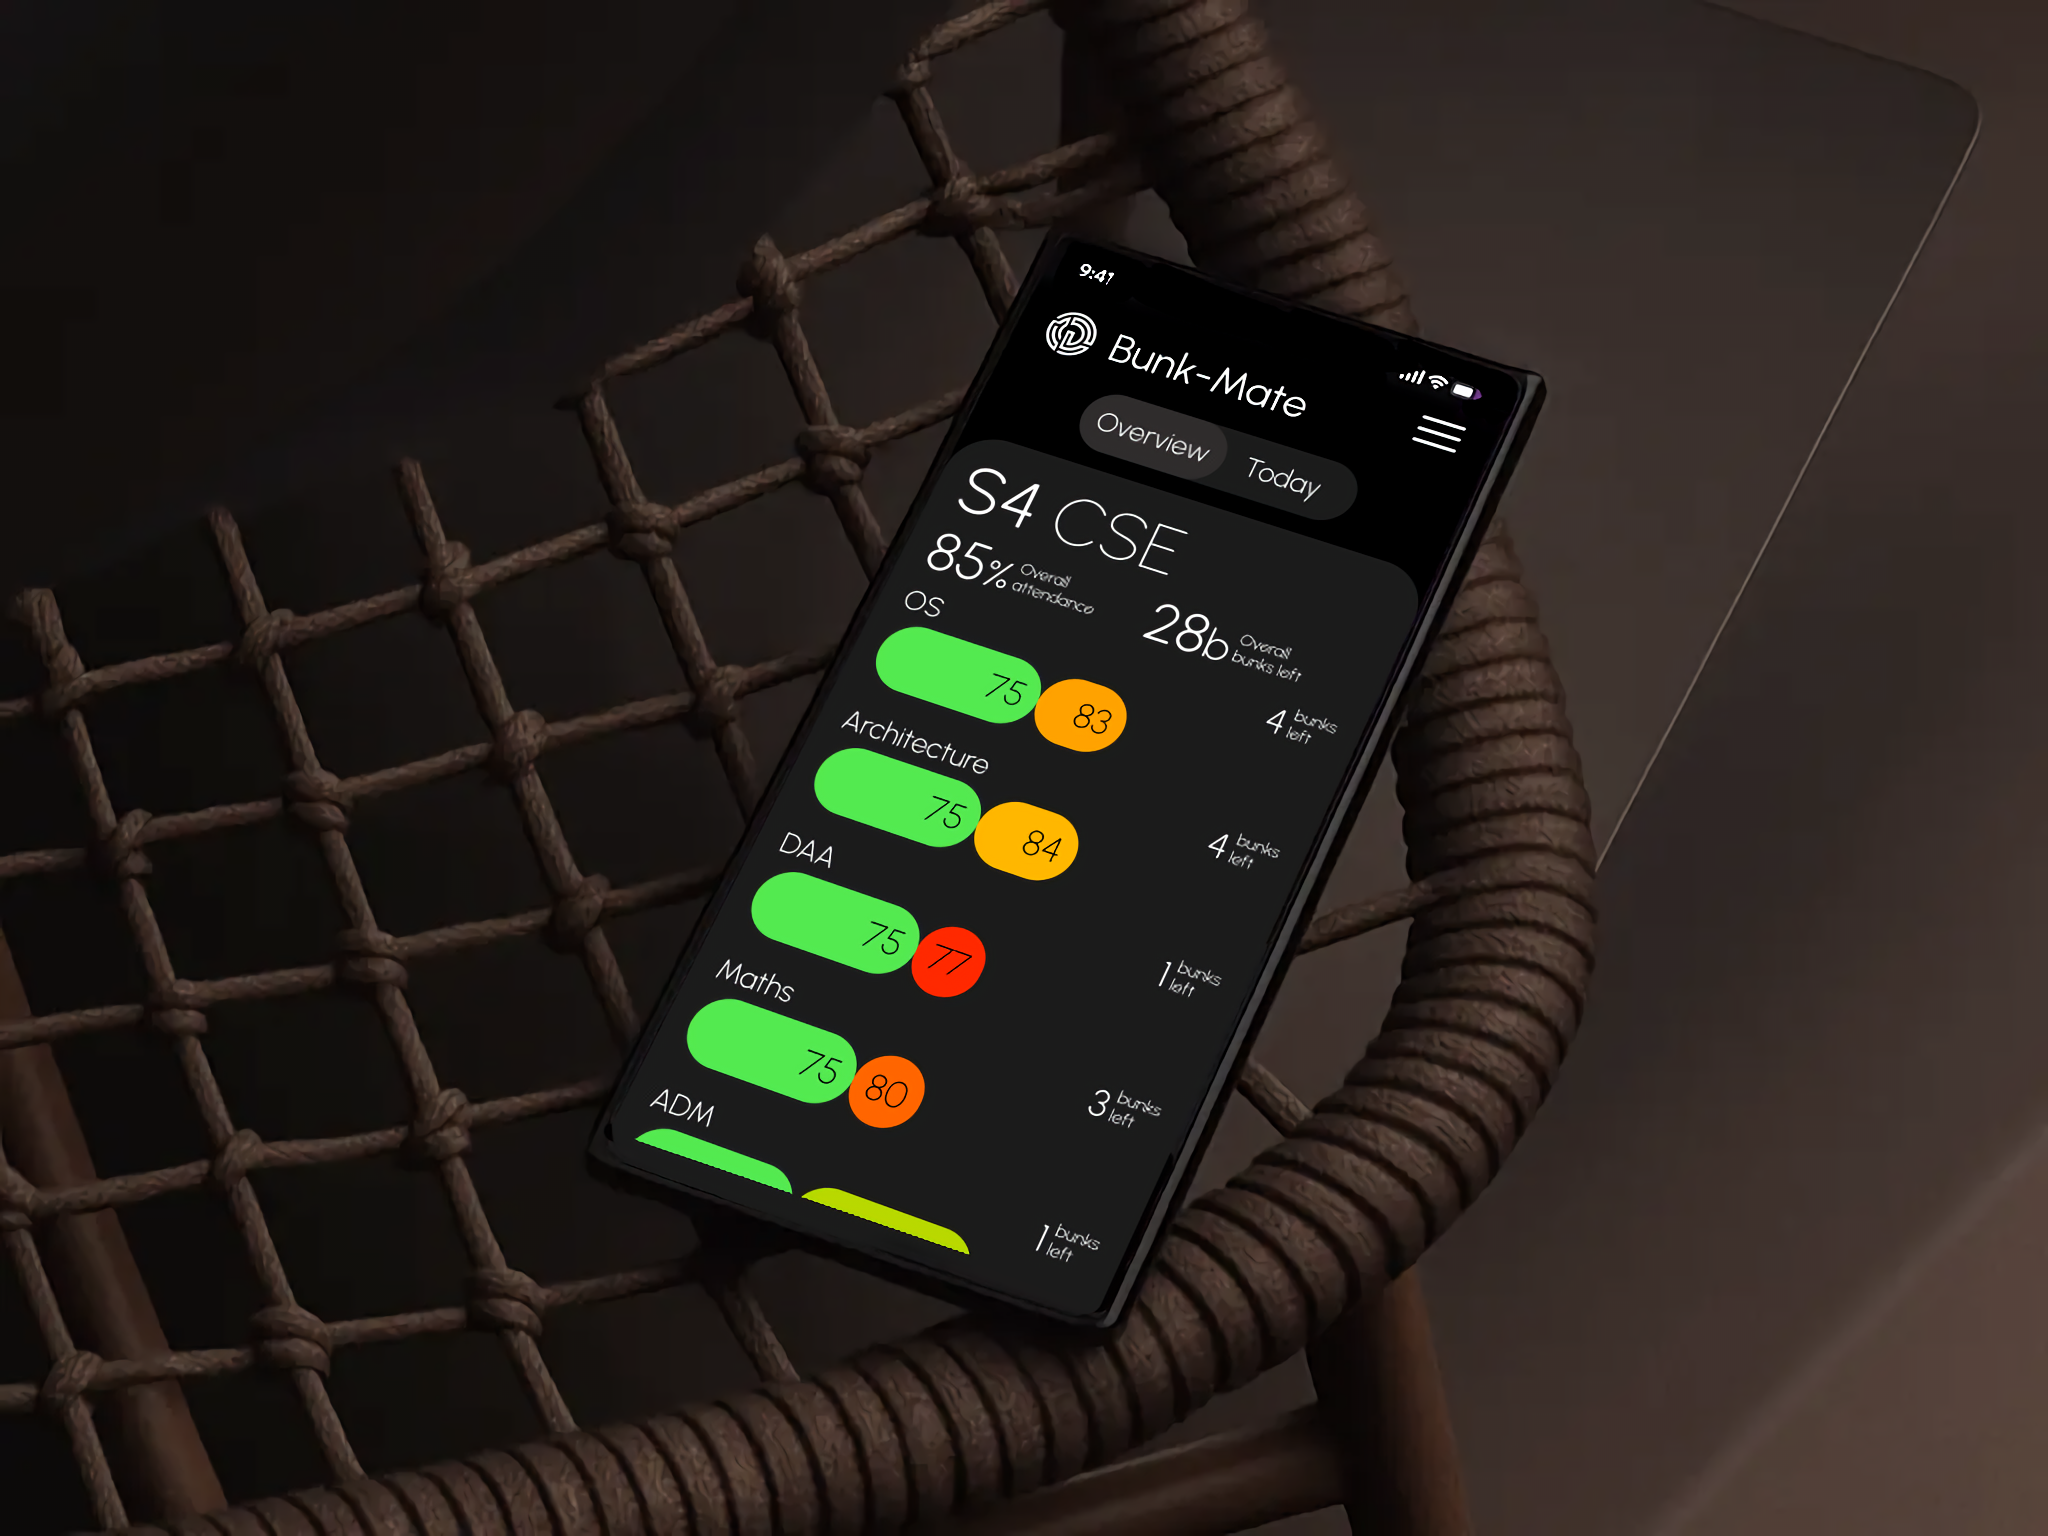 9:41
Bunk-Mate
Overview Today
S4 CSE
85% Overall attendance
28b Overall bunks left
OS
75 83
4 bunks left
Architecture
75 84
4 bunks left
DAA
75 77
1 bunks left
Maths
75 80
3 bunks left
ADM
1 bunks left